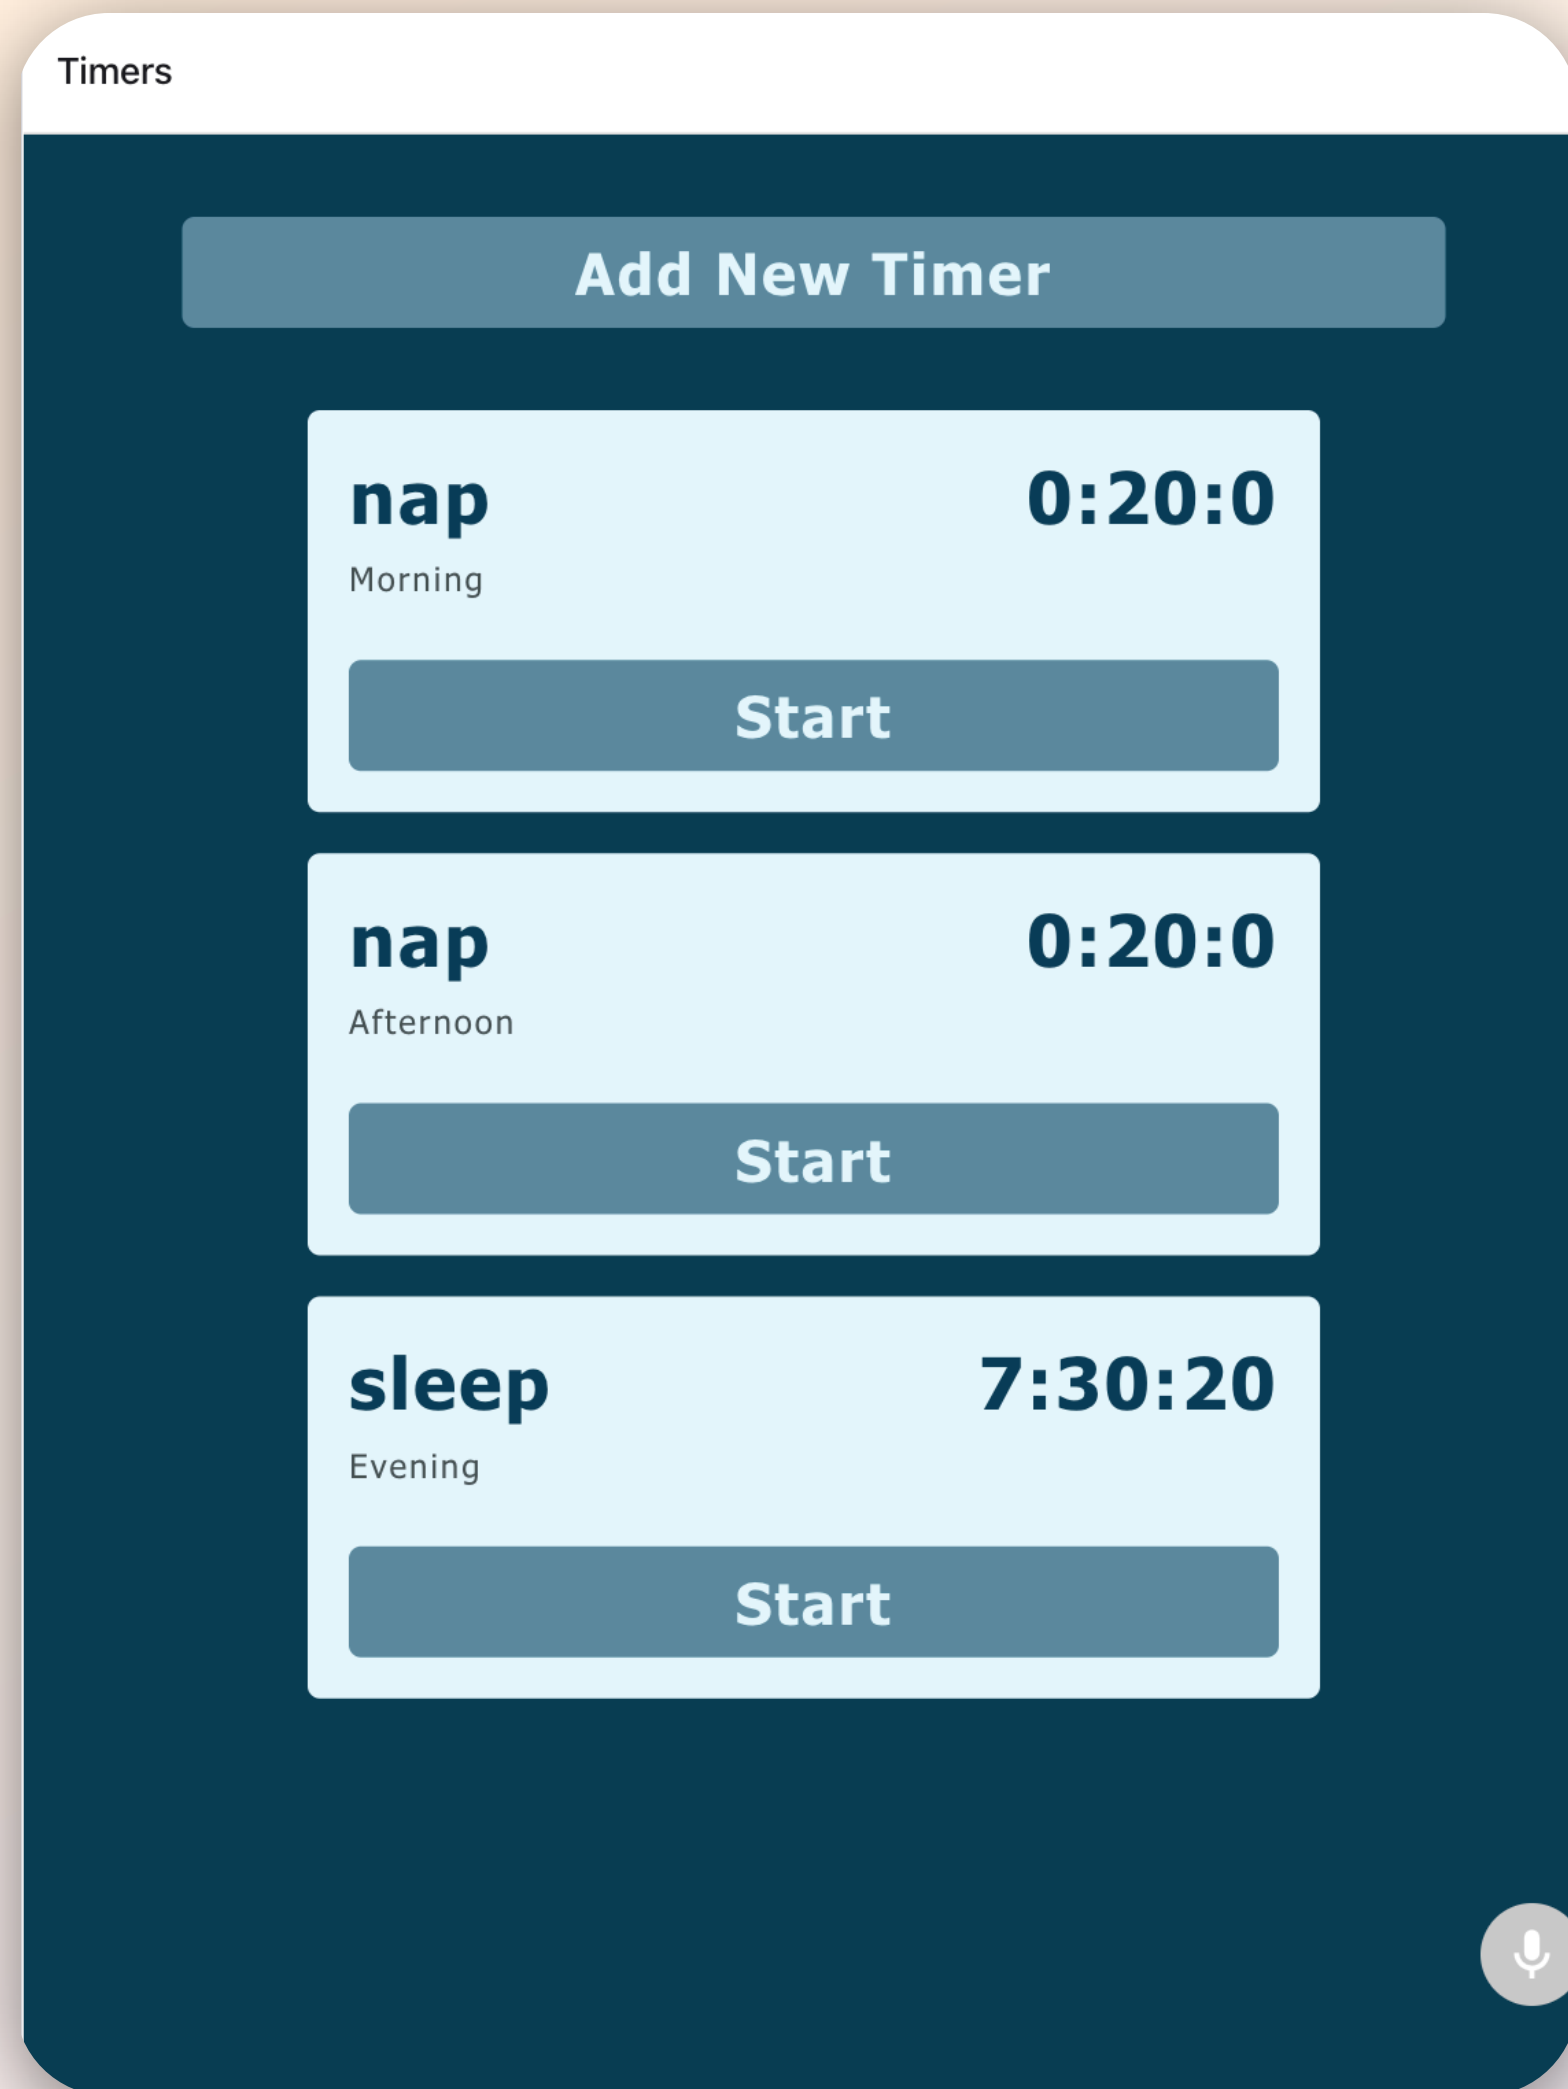 Timers
Add New Timer
nap 0:20:0
Morning
Start
nap 0:20:0
Afternoon
Start
sleep 7:30:20
Evening
Start